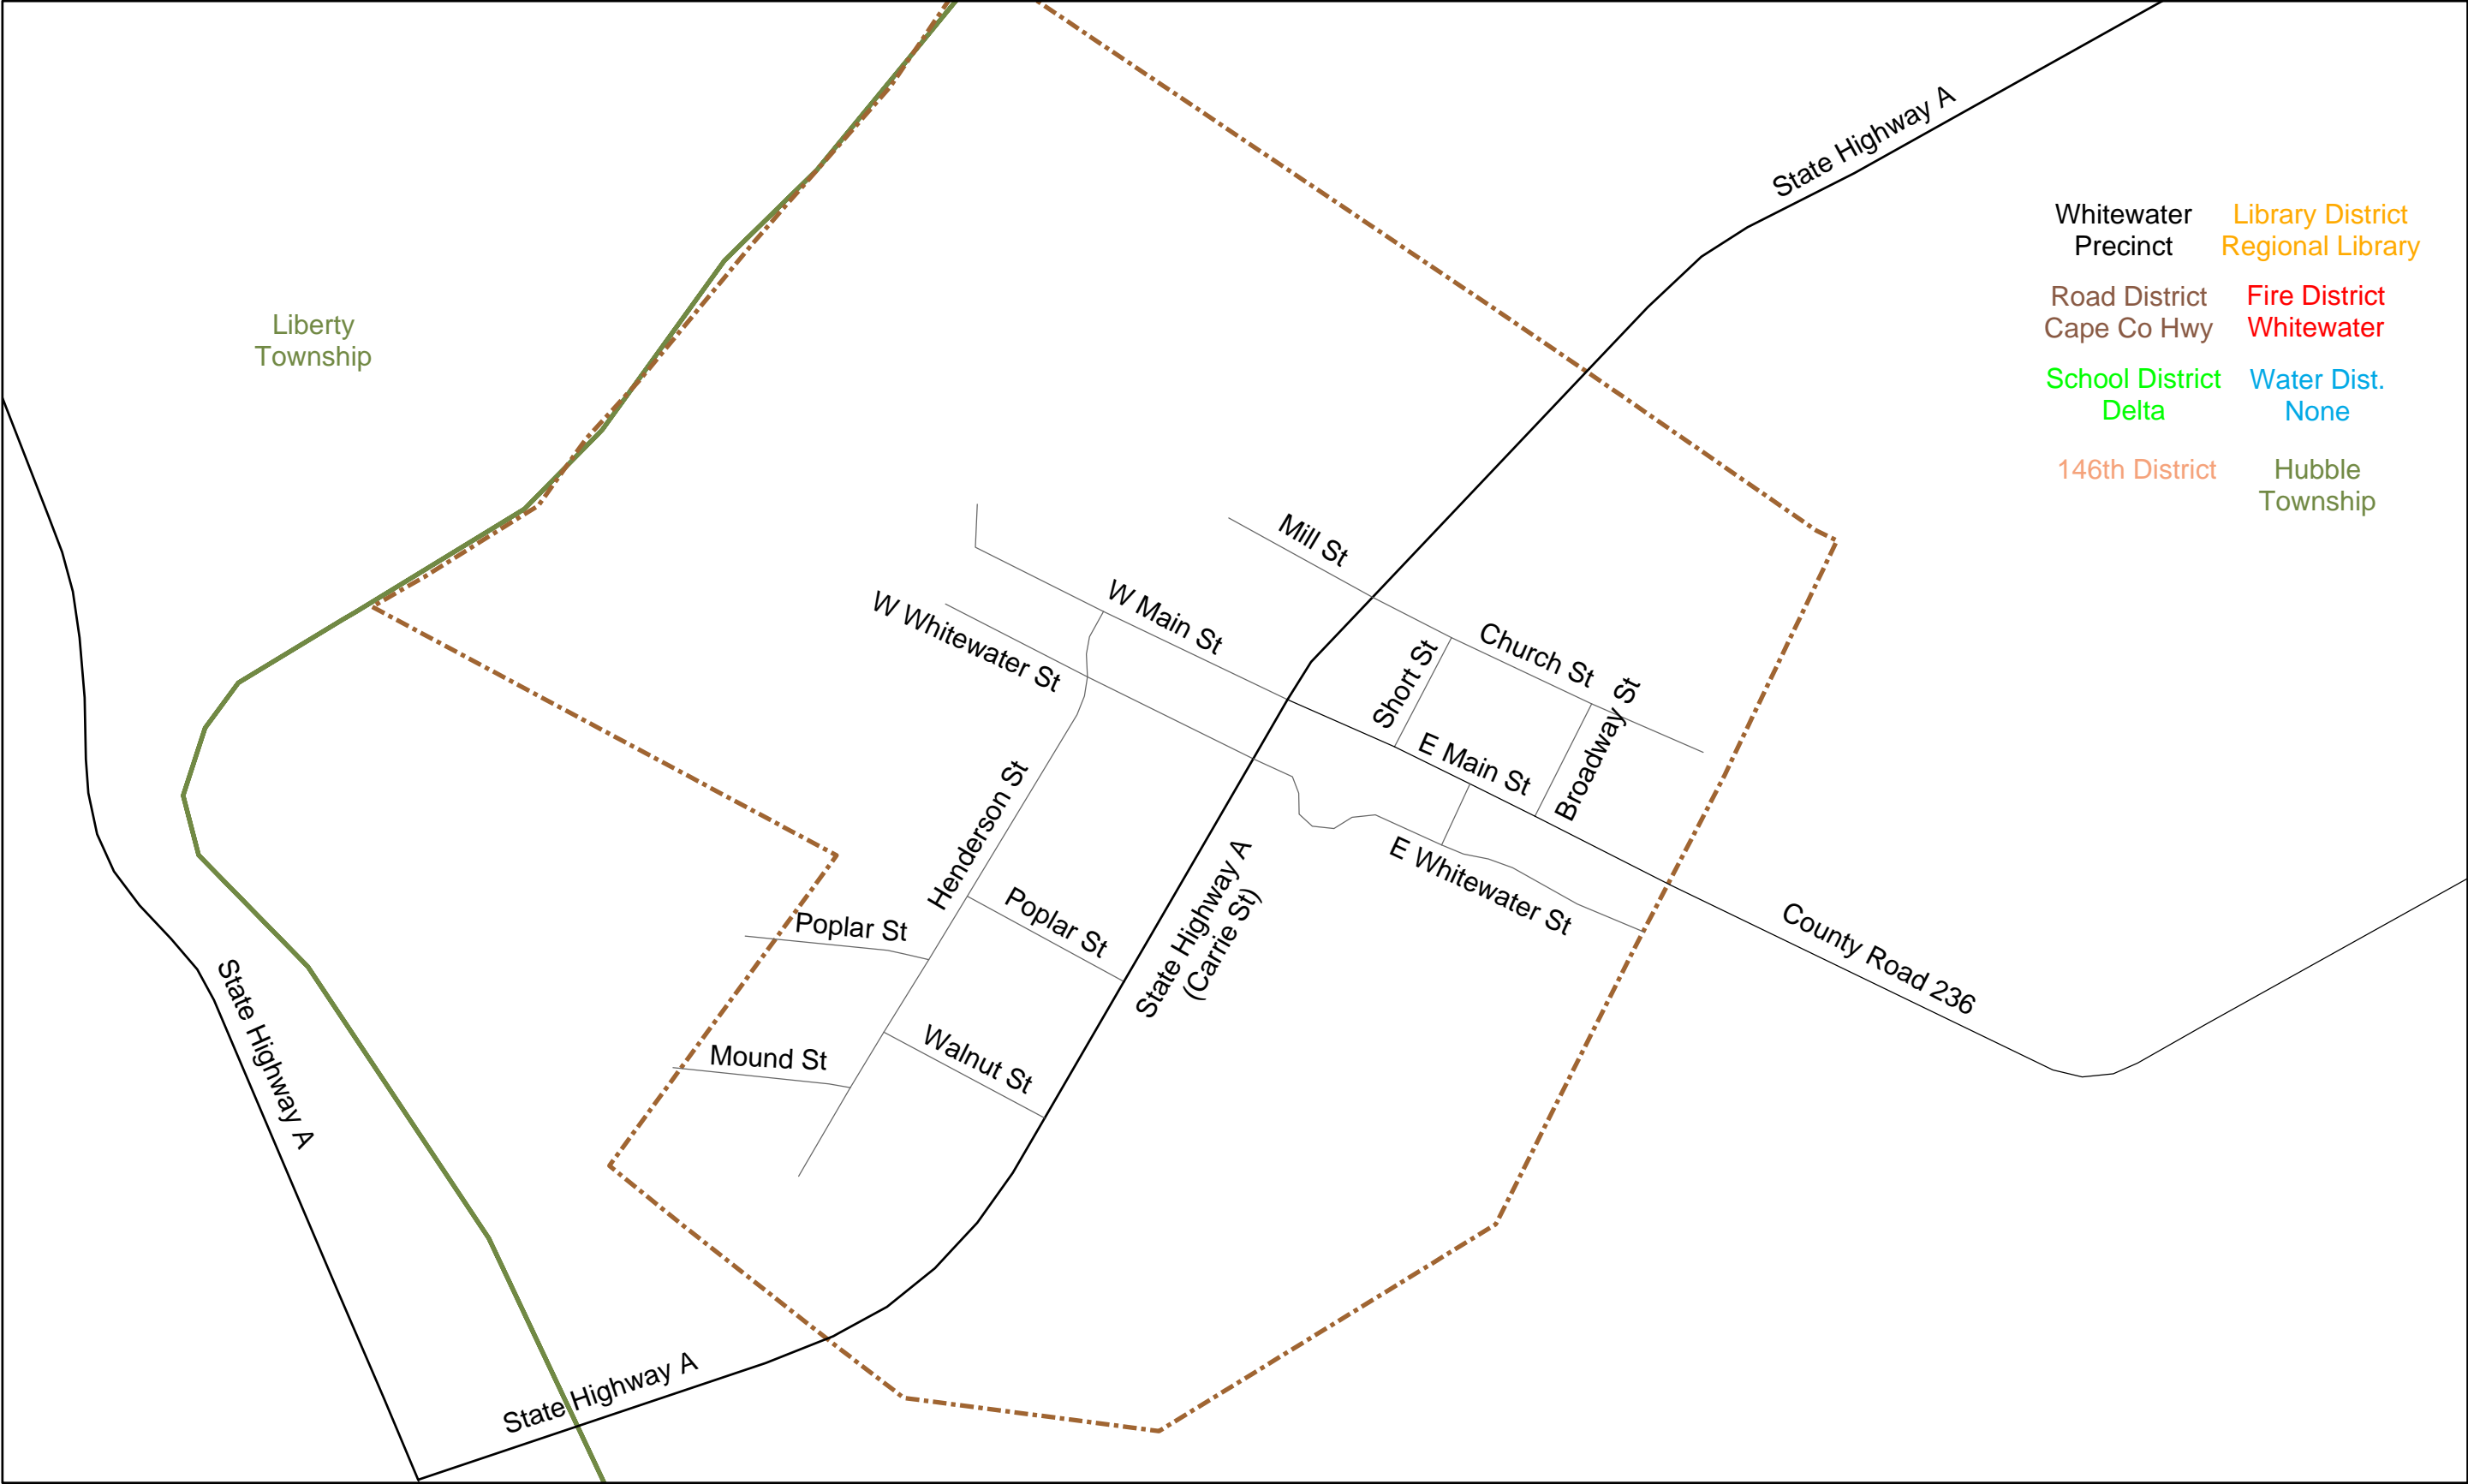 State Highway A
Whitewater
Precinct
Library District
Regional Library
Road District
Cape Co Hwy
Fire District
Whitewater
School District
Delta
Water Dist.
None
146th District
Hubble
Township
Liberty
Township
Mill St
W Main St
W Whitewater St
Church St
Short St
Broadway St
E Main St
Henderson St
E Whitewater St
Poplar St
Poplar St
State Highway A
(Carrie St)
County Road 236
Walnut St
Mound St
State Highway A
State Highway A